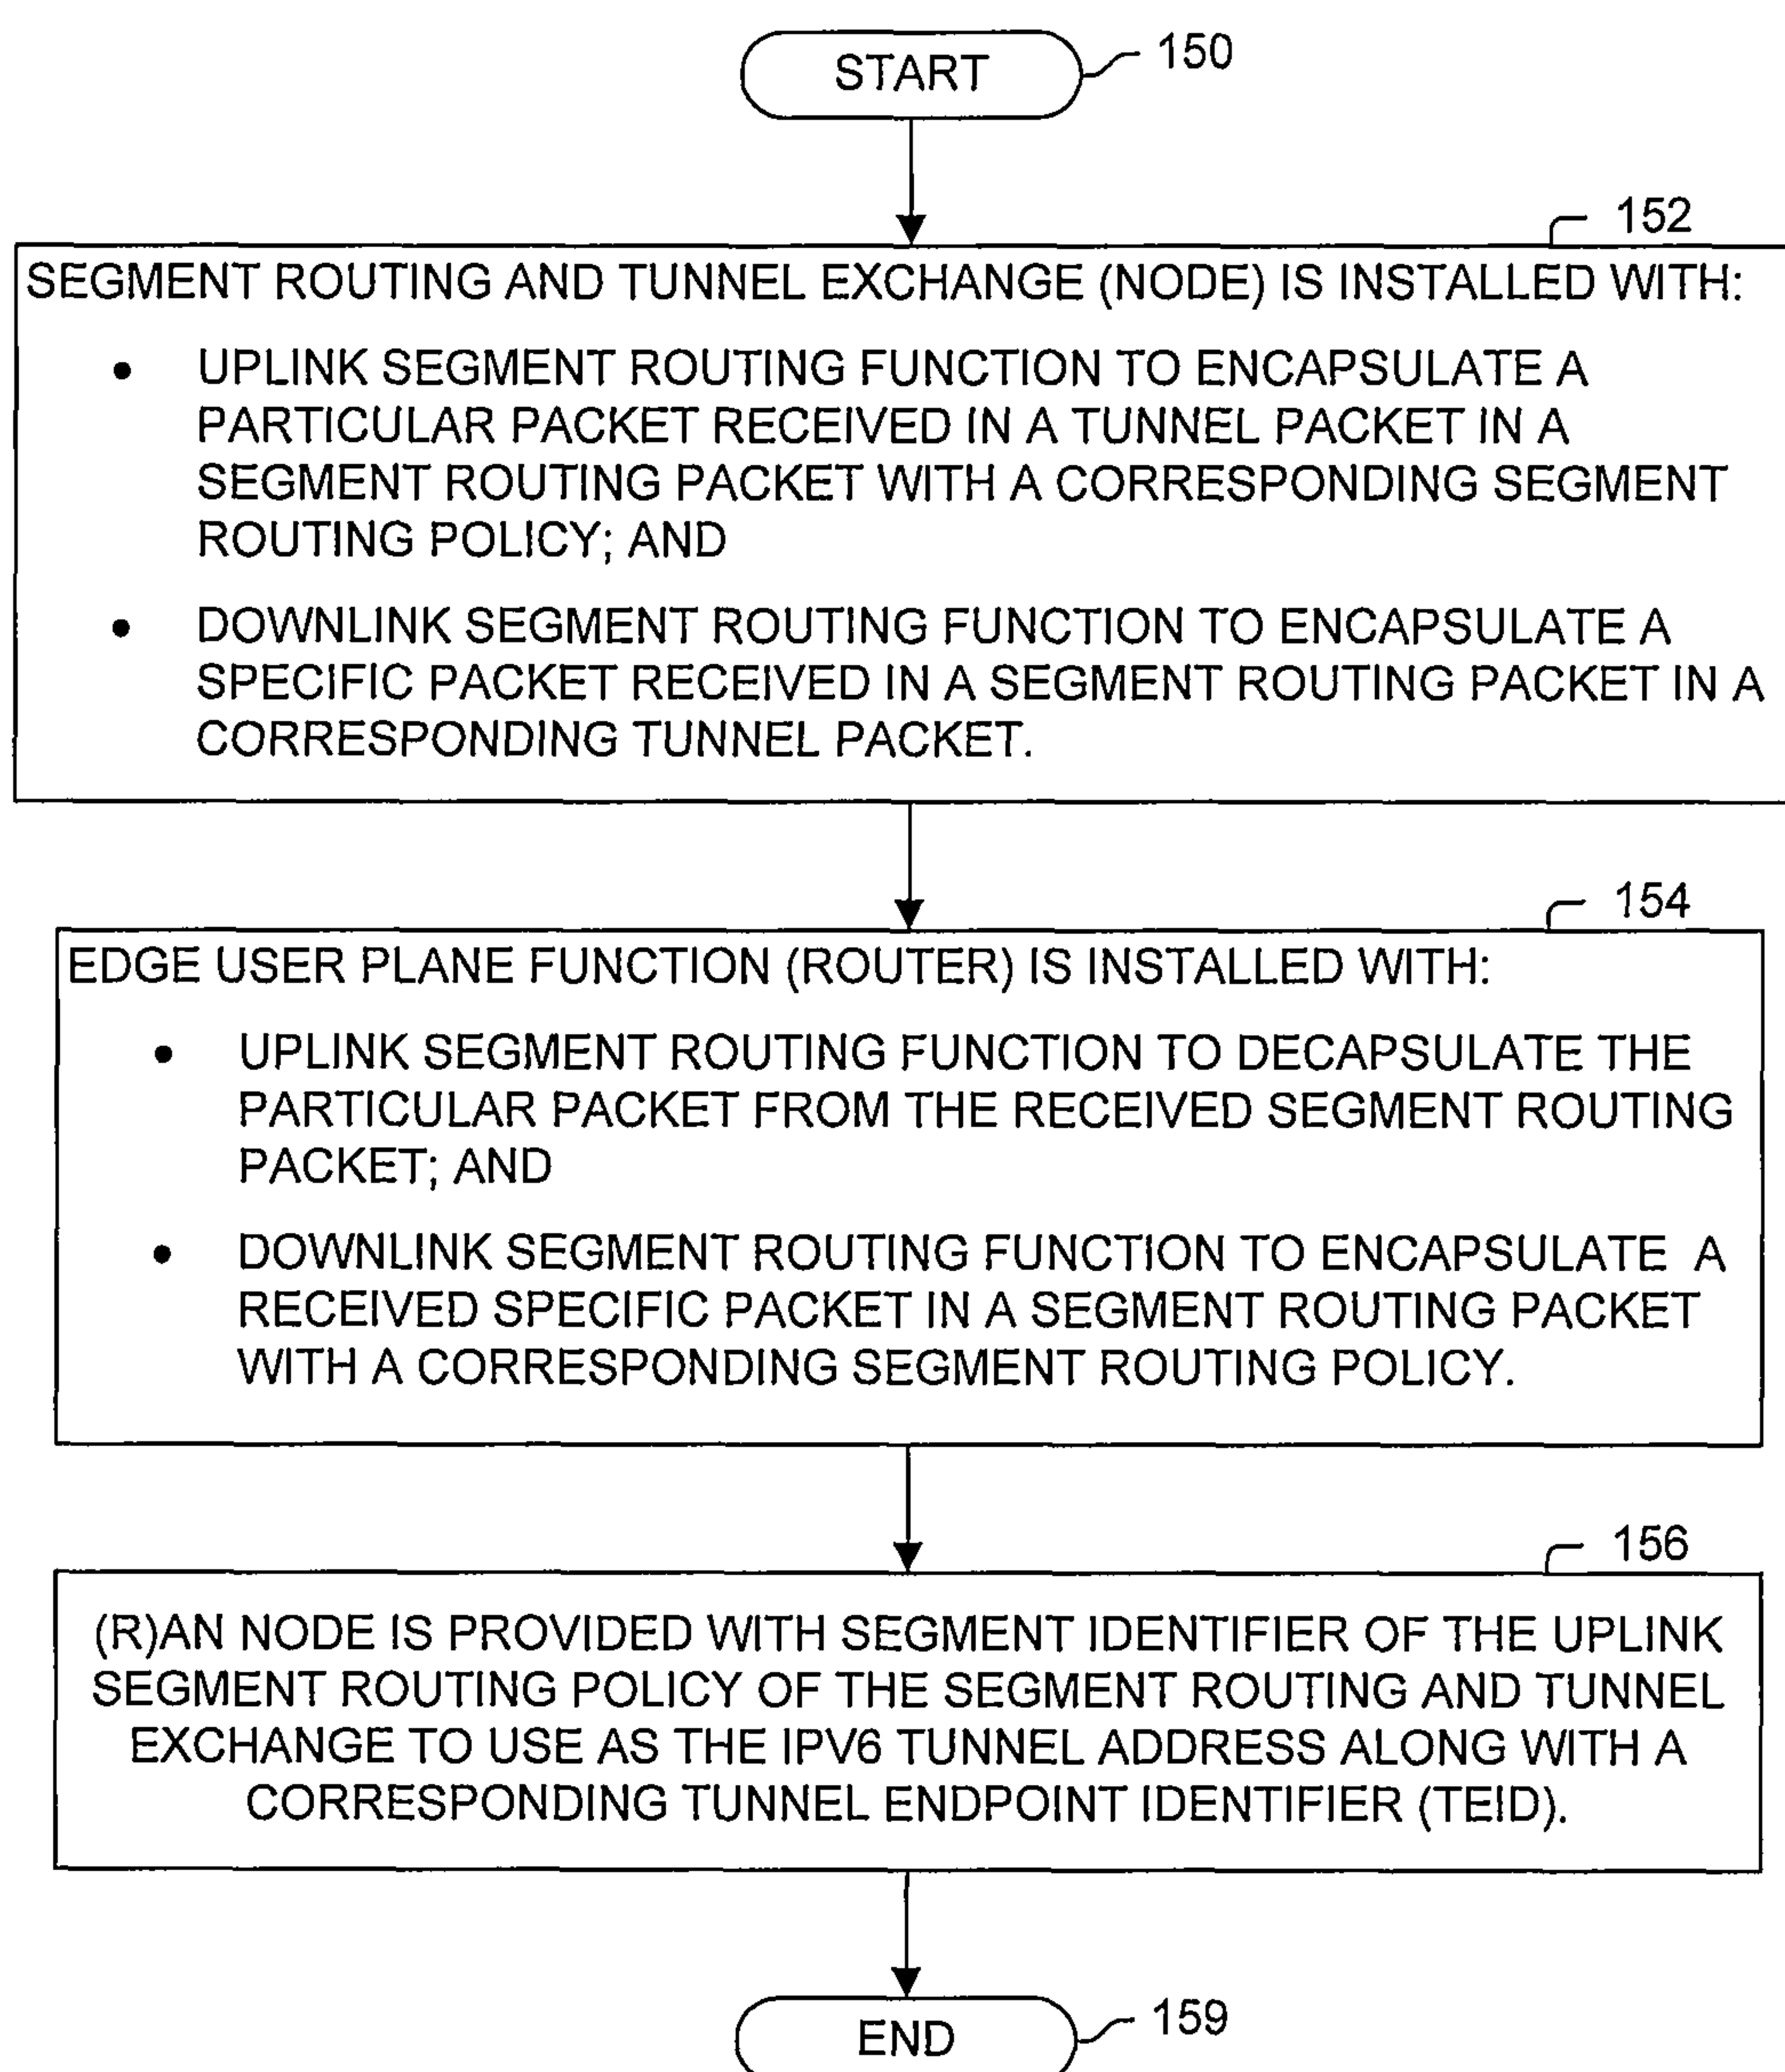 START
150
152
SEGMENT ROUTING AND TUNNEL EXCHANGE (NODE) IS INSTALLED WITH:
• UPLINK SEGMENT ROUTING FUNCTION TO ENCAPSULATE A
PARTICULAR PACKET RECEIVED IN A TUNNEL PACKET IN A
SEGMENT ROUTING PACKET WITH A CORRESPONDING SEGMENT
ROUTING POLICY; AND
• DOWNLINK SEGMENT ROUTING FUNCTION TO ENCAPSULATE A
SPECIFIC PACKET RECEIVED IN A SEGMENT ROUTING PACKET IN A
CORRESPONDING TUNNEL PACKET.
154
EDGE USER PLANE FUNCTION (ROUTER) IS INSTALLED WITH:
• UPLINK SEGMENT ROUTING FUNCTION TO DECAPSULATE THE
PARTICULAR PACKET FROM THE RECEIVED SEGMENT ROUTING
PACKET; AND
• DOWNLINK SEGMENT ROUTING FUNCTION TO ENCAPSULATE A
RECEIVED SPECIFIC PACKET IN A SEGMENT ROUTING PACKET
WITH A CORRESPONDING SEGMENT ROUTING POLICY.
156
(R)AN NODE IS PROVIDED WITH SEGMENT IDENTIFIER OF THE UPLINK
SEGMENT ROUTING POLICY OF THE SEGMENT ROUTING AND TUNNEL
EXCHANGE TO USE AS THE IPV6 TUNNEL ADDRESS ALONG WITH A
CORRESPONDING TUNNEL ENDPOINT IDENTIFIER (TEID).
END
159